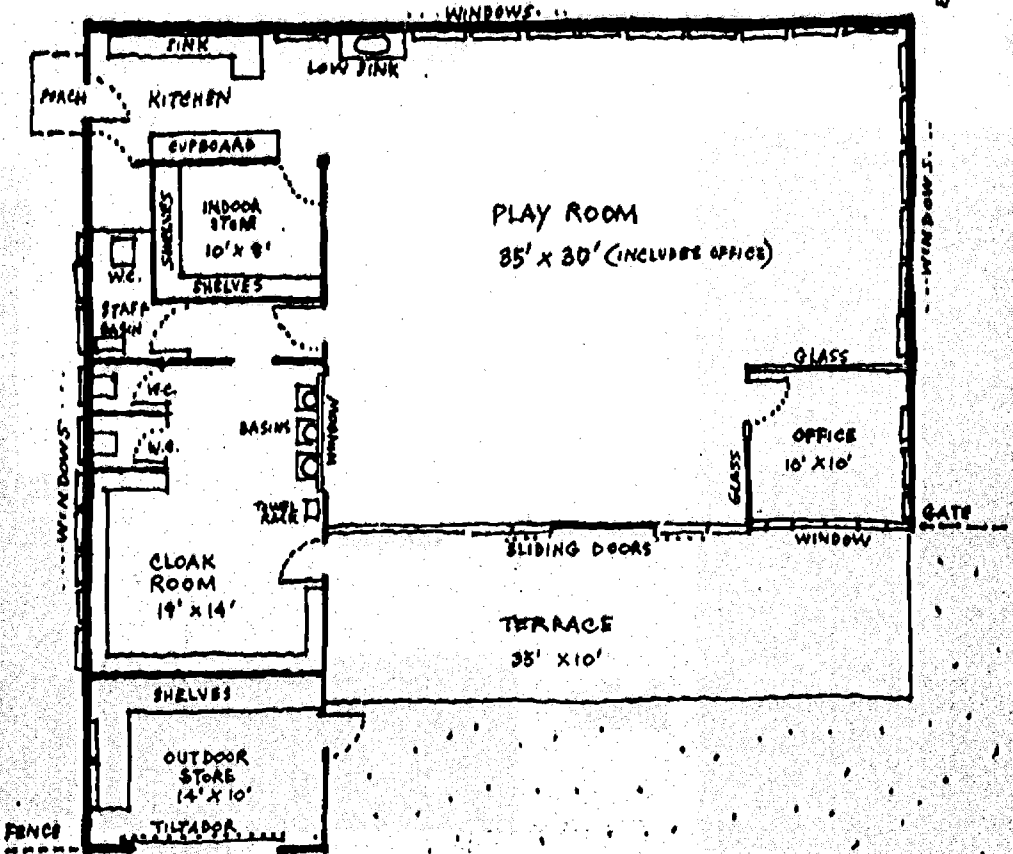 WINDOWS
SINK
LOW SINK
PORCH
KITCHEN
CUPBOARD
SHELVES
INDOOR
STORE
10' X 8'
SHELVES
PLAY ROOM
35' X 30' (INCLUDES OFFICE)
WINDOWS
W.C.
STAFF
BASIN
GLASS
W.C.
W.C.
BASINS
WINDOW
OFFICE
10' X 10'
GLASS
WINDOWS
TOWEL
RACK
GATE
SLIDING DOORS
WINDOW
CLOAK
ROOM
14' X 14'
TERRACE
35' X 10'
SHELVES
OUTDOOR
STORE
14' X 10'
TILTADOR
FENCE